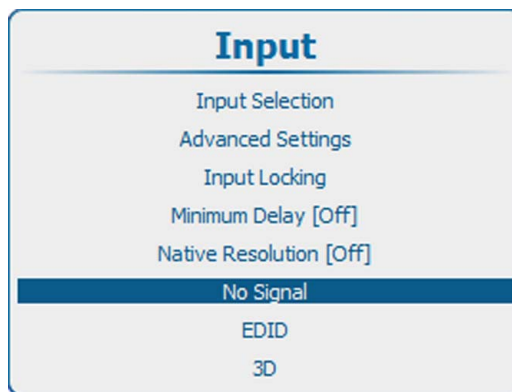 Input
Input Selection
Advanced Settings
Input Locking
Minimum Delay [Off]
Native Resolution [Off]
No Signal
EDID
3D